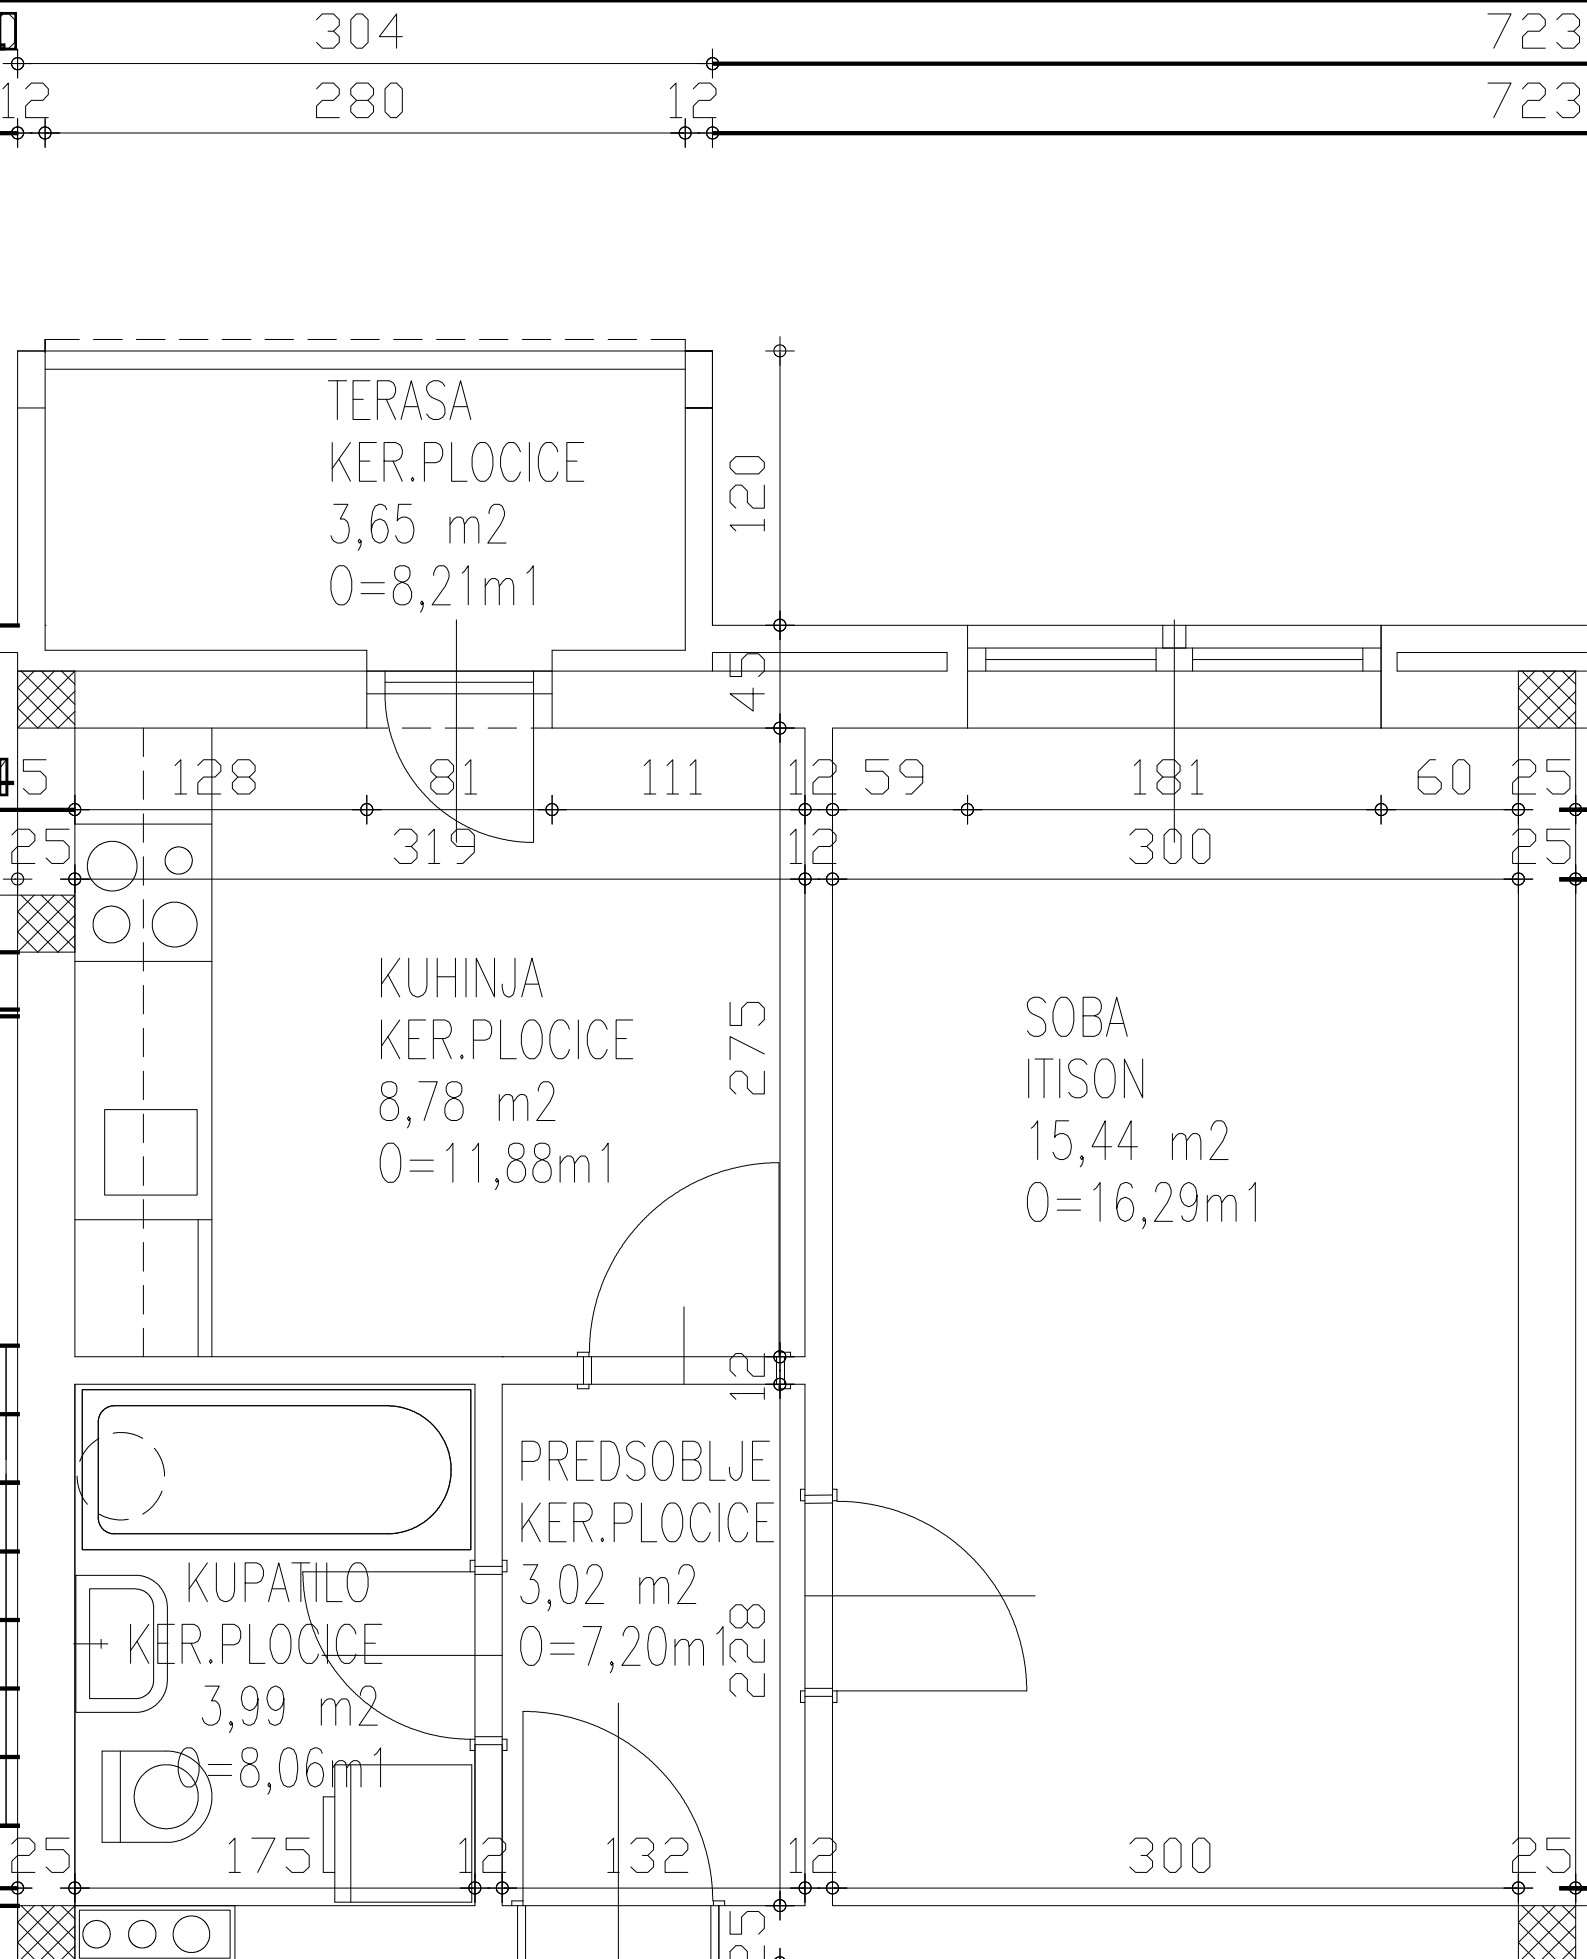 304
723
12
280
12
723
TERASA
KER.PLOCICE
3,65 m2
O=8,21m1
120
45
45
128
81
111
12
59
181
60
25
25
319
12
300
25
KUHINJA
KER.PLOCICE
8,78 m2
O=11,88m1
275
SOBA
ITISON
15,44 m2
O=16,29m1
12
PREDSOBLJE
KER.PLOCICE
3,02 m2
O=7,20m1
228
KUPATILO
KER.PLOCICE
3,99 m2
O=8,06m1
25
175
12
132
12
300
25